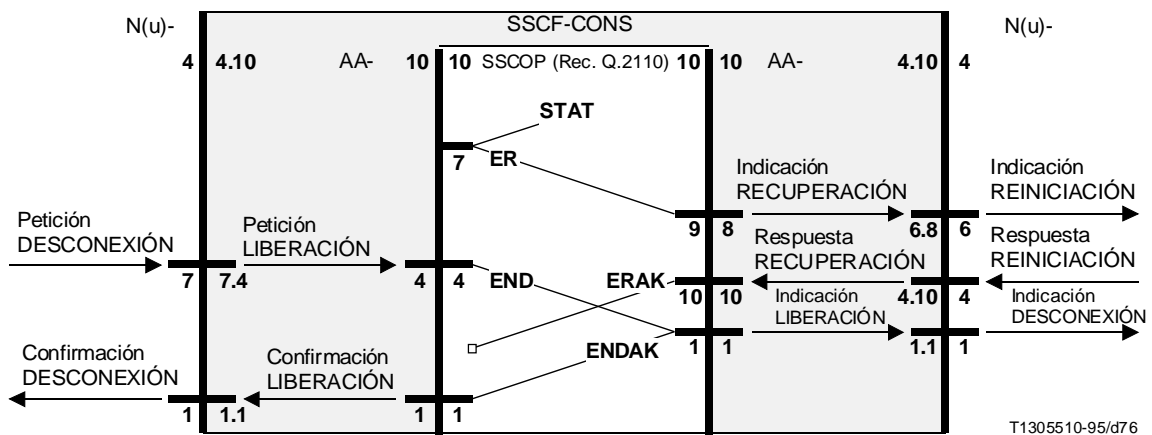 N(u)- SSCF-CONS N(u)-
4 4.10 AA- 10 10 SSCOP (Rec. Q.2110) 10 10 AA- 4.10 4
STAT
7 ER
Indicación
RECUPERACIÓN
Indicación
REINICIACIÓN
Petición
DESCONEXIÓN
Petición
LIBERACIÓN
9 8 6.8 6
Respuesta
RECUPERACIÓN
Respuesta
REINICIACIÓN
7 7.4 4 4 END ERAK 10 10 4.10 4
Indicación
LIBERACIÓN
Indicación
DESCONEXIÓN
ENDAK 1 1 1.1 1
Confirmación
DESCONEXIÓN
Confirmación
LIBERACIÓN
1 1.1 1 1
T1305510-95/d76